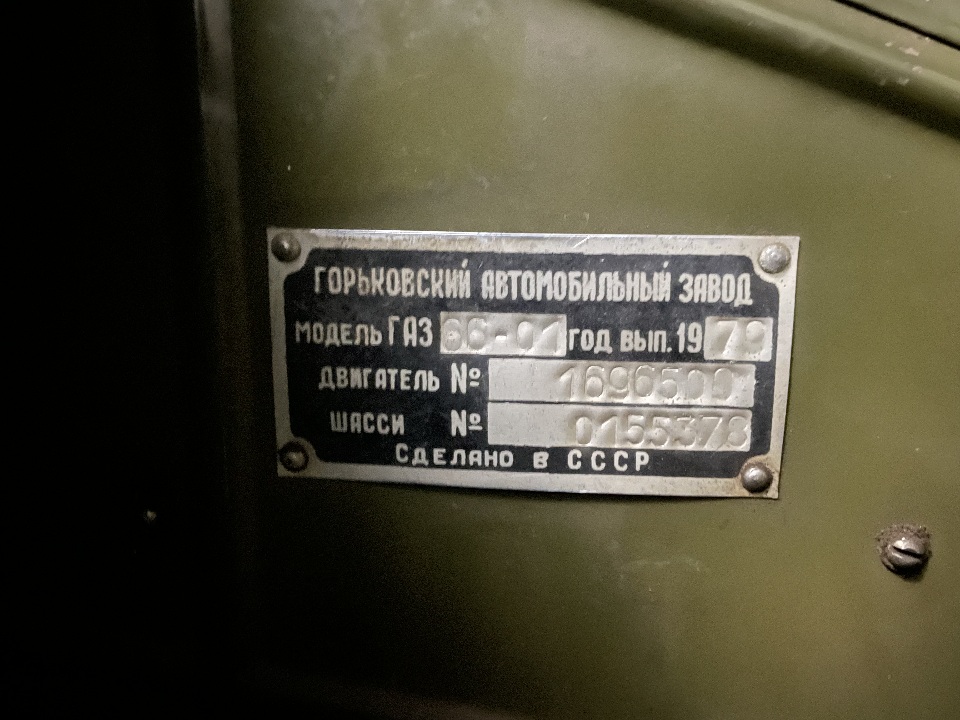 ГОРЬКОВСКИЙ АВТОМОБИЛЬНЫЙ ЗАВОД
МОДЕЛЬ ГАЗ 66-01 ГОД ВЫП. 1979
ДВИГАТЕЛЬ № 1696500
ШАССИ № 0155378
СДЕЛАНО В СССР